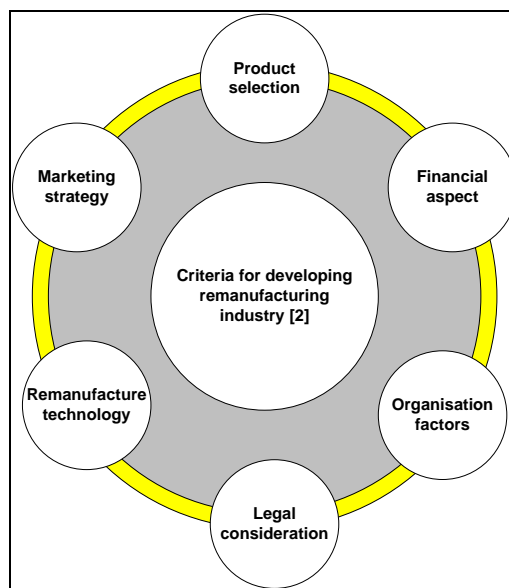 Product
selection
Marketing
strategy
Financial
aspect
Criteria for developing
remanufacturing
industry [2]
Remanufacture
technology
Organisation
factors
Legal
consideration